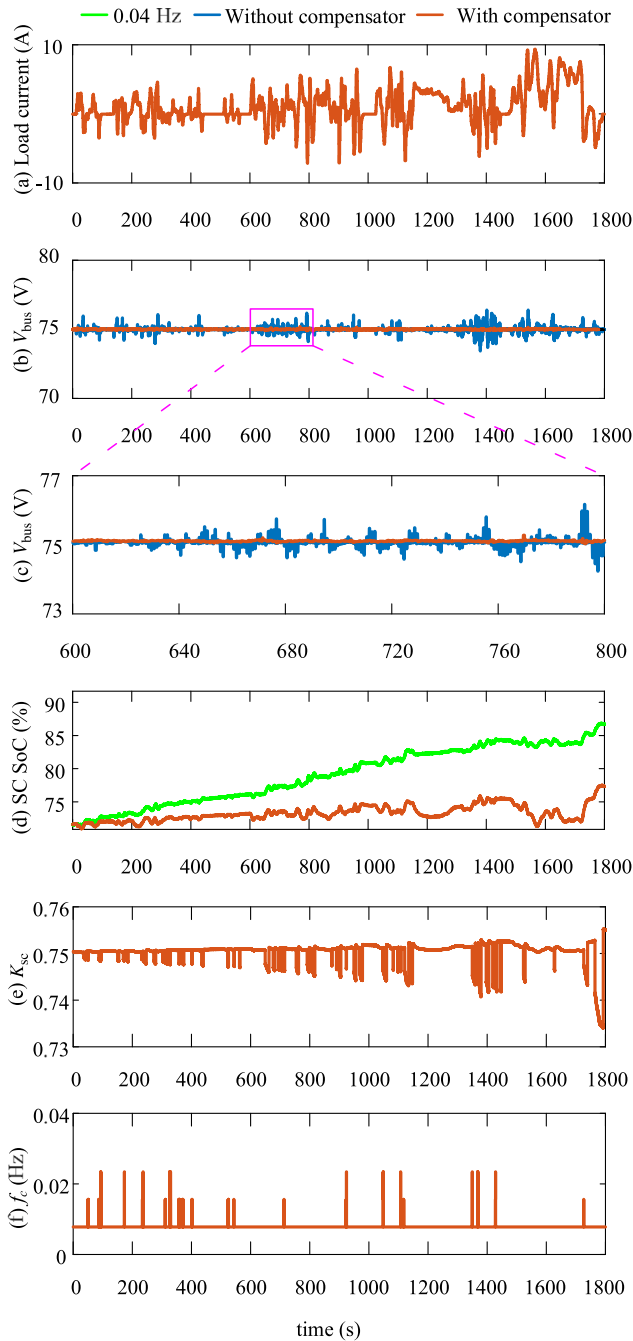 0.04 Hz Without compensator With compensator
(a) Load current (A)
10
-10
0 200 400 600 800 1000 1200 1400 1600 1800
(b) Vbus (V)
80
75
70
0 200 400 600 800 1000 1200 1400 1600 1800
(c) Vbus (V)
77
75
73
600 640 680 720 760 800
(d) SC SoC (%)
90
85
80
75
0 200 400 600 800 1000 1200 1400 1600 1800
(e) Ksc
0.76
0.75
0.74
0.73
0 200 400 600 800 1000 1200 1400 1600 1800
(f) fc (Hz)
0.04
0.02
0
0 200 400 600 800 1000 1200 1400 1600 1800
time (s)